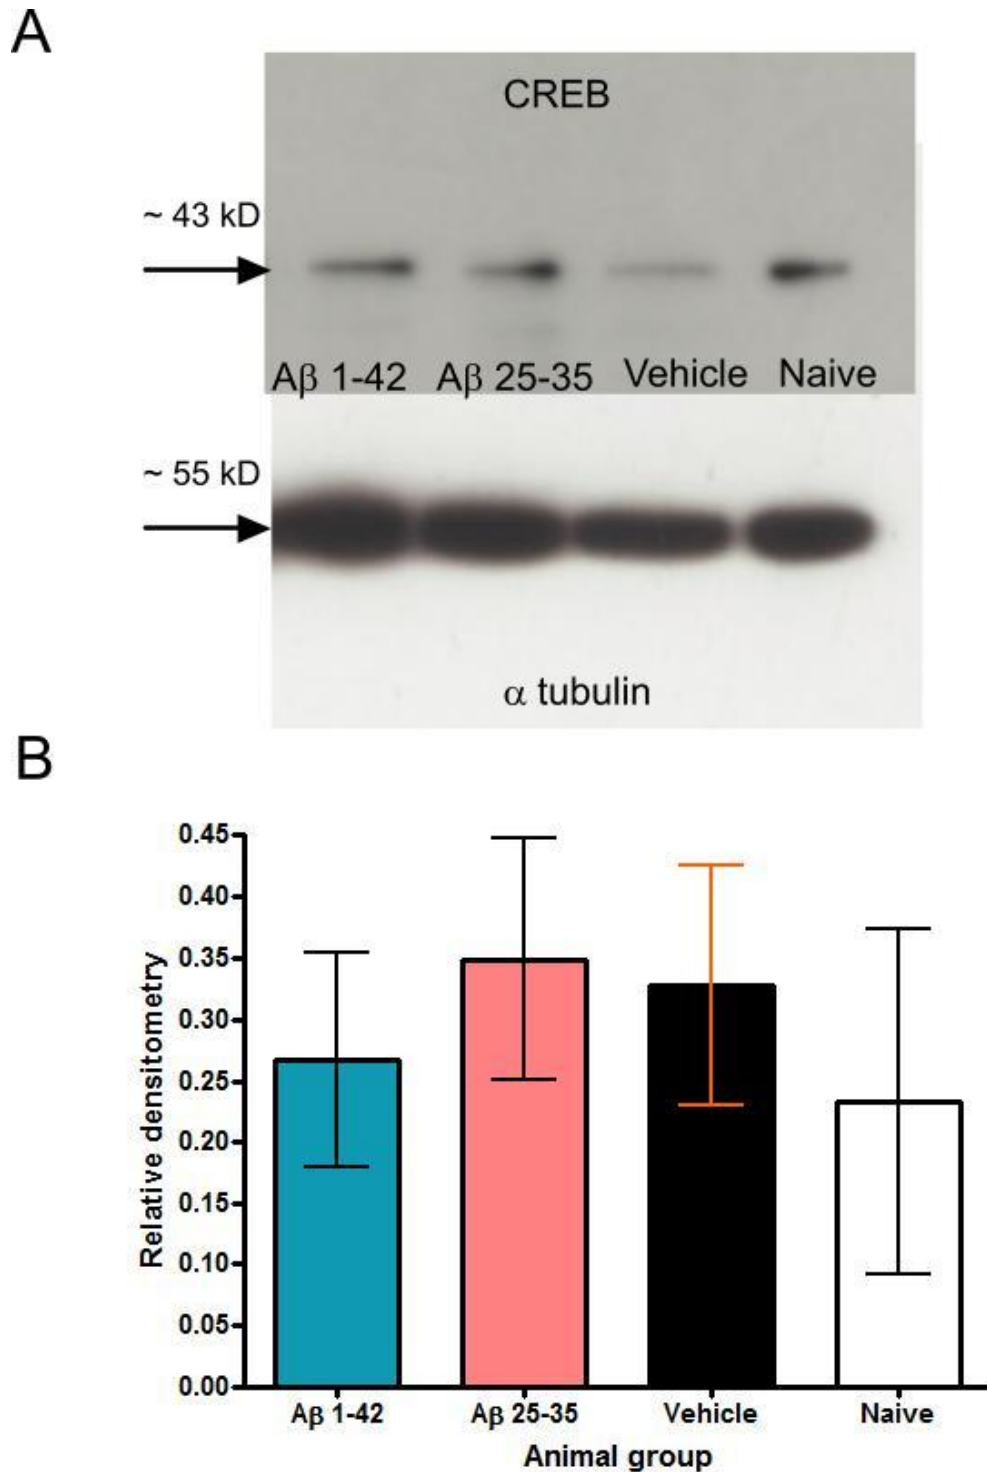 A
CREB
~ 43 kD
Aβ 1-42 Aβ 25-35 Vehicle Naive
~ 55 kD
α tubulin
B
0.45
0.40
0.35
0.30
0.25
0.20
0.15
0.10
0.05
0.00
Relative densitometry
Aβ 1-42 Aβ 25-35 Vehicle Naive
Animal group